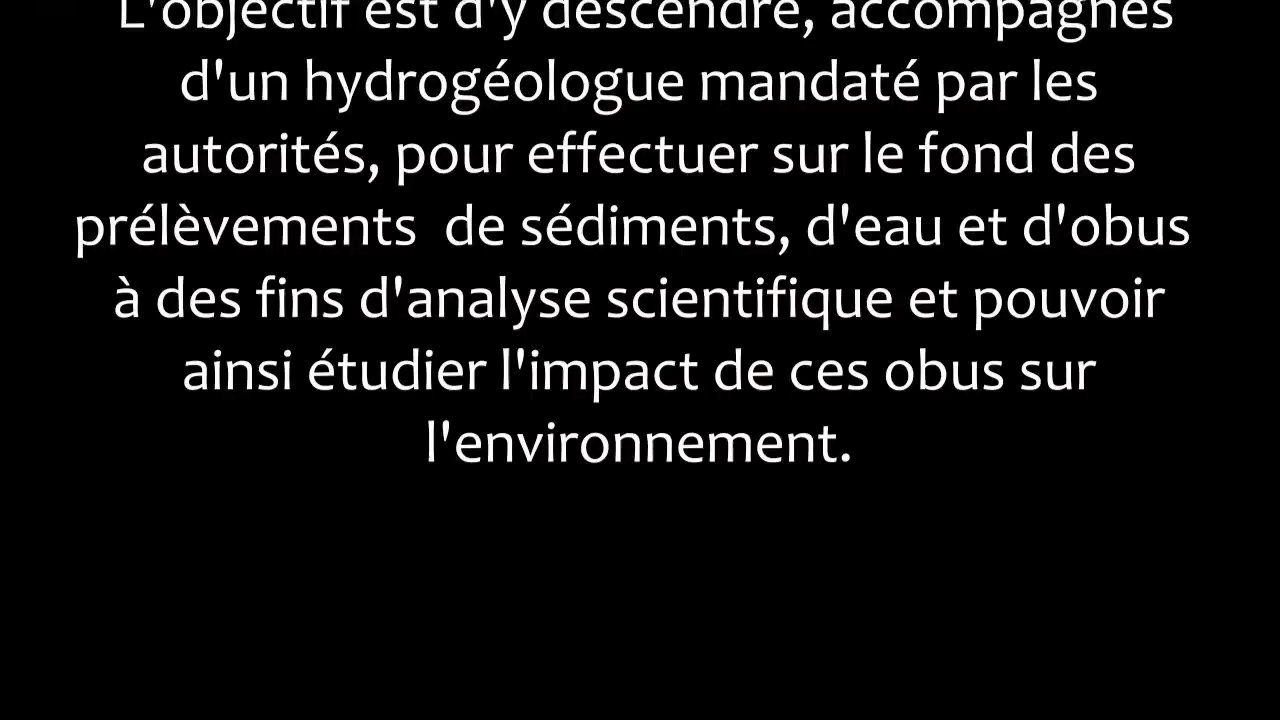 L'objectif est d'y descendre, accompagnés
d'un hydrogéologue mandaté par les
autorités, pour effectuer sur le fond des
prélèvements  de sédiments, d'eau et d'obus
à des fins d'analyse scientifique et pouvoir
ainsi étudier l'impact de ces obus sur
l'environnement.